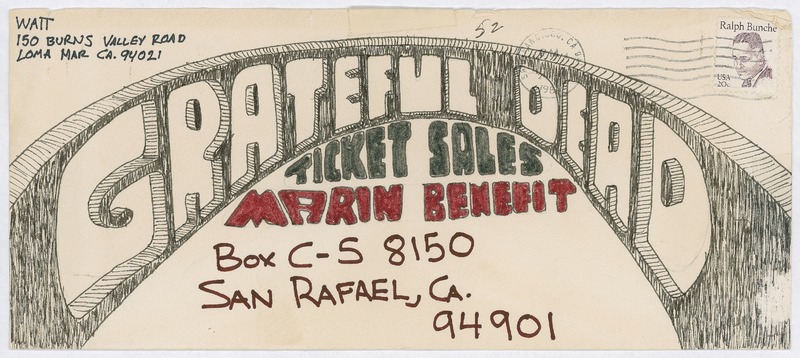 WATT
150 BURNS VALLEY ROAD
LOMA MAR CA. 94021
52
Ralph Bunche
USA
20c
GRATEFUL DEAD
TICKET SALES
MARIN BENEFIT
Box C-S 8150
SAN RAFAEL, CA.
94901